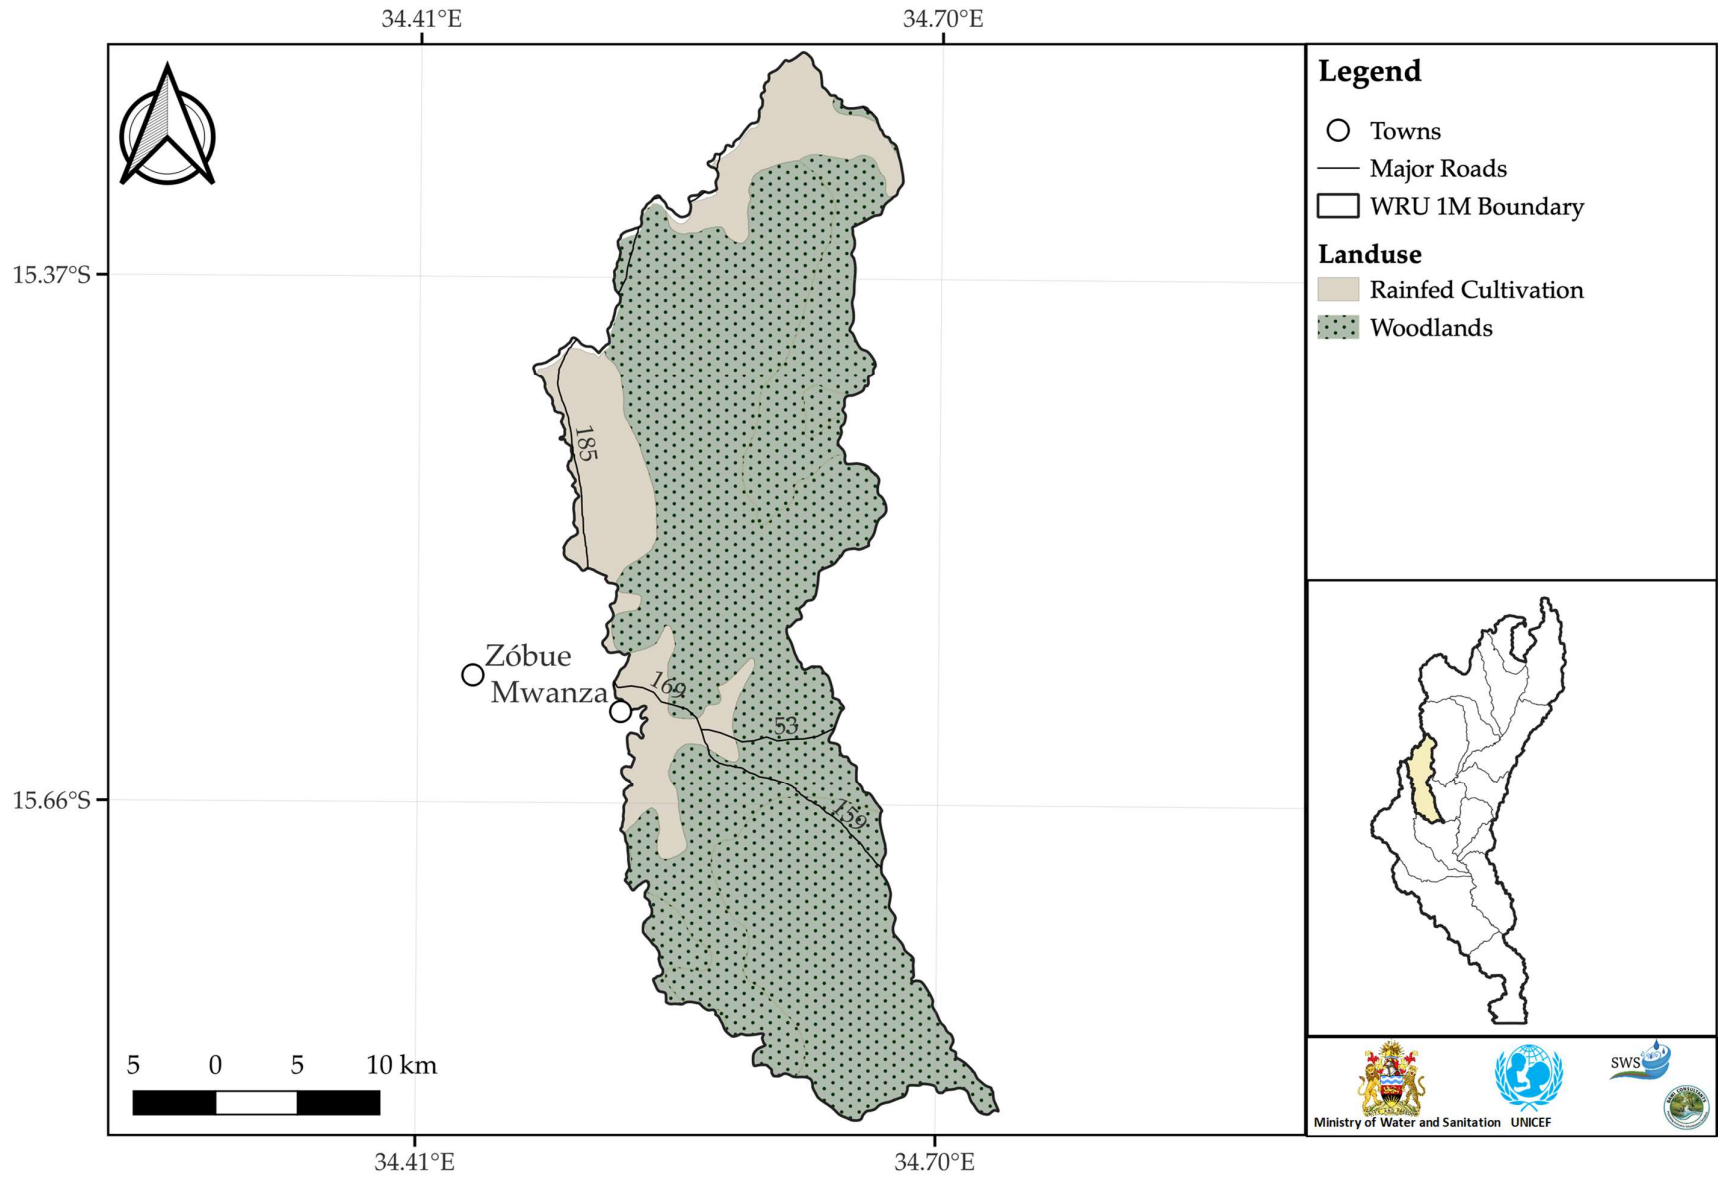 34.41°E 34.70°E
Legend
Towns
Major Roads
WRU 1M Boundary
Landuse
Rainfed Cultivation
Woodlands
15.37°S
185
Zóbue
Mwanza
169
53
15.66°S
159
5 0 5 10 km
34.41°E 34.70°E
SWS
Ministry of Water and Sanitation UNICEF